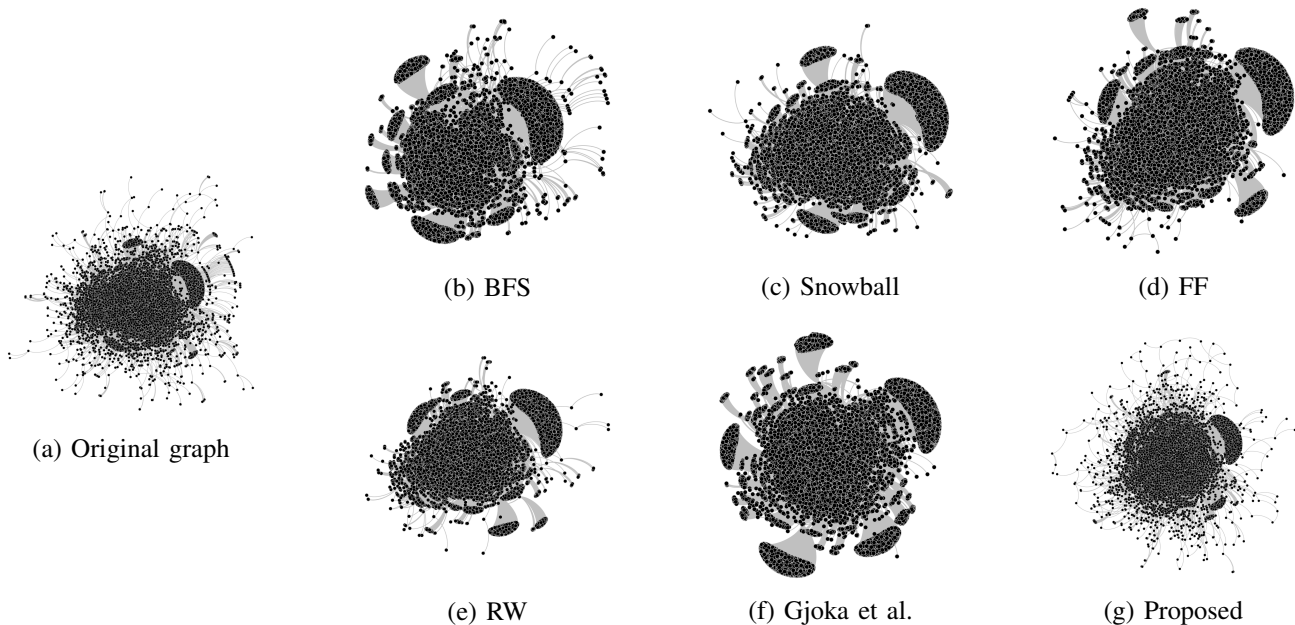 (a) Original graph
(b) BFS
(c) Snowball
(d) FF
(e) RW
(f) Gjoka et al.
(g) Proposed